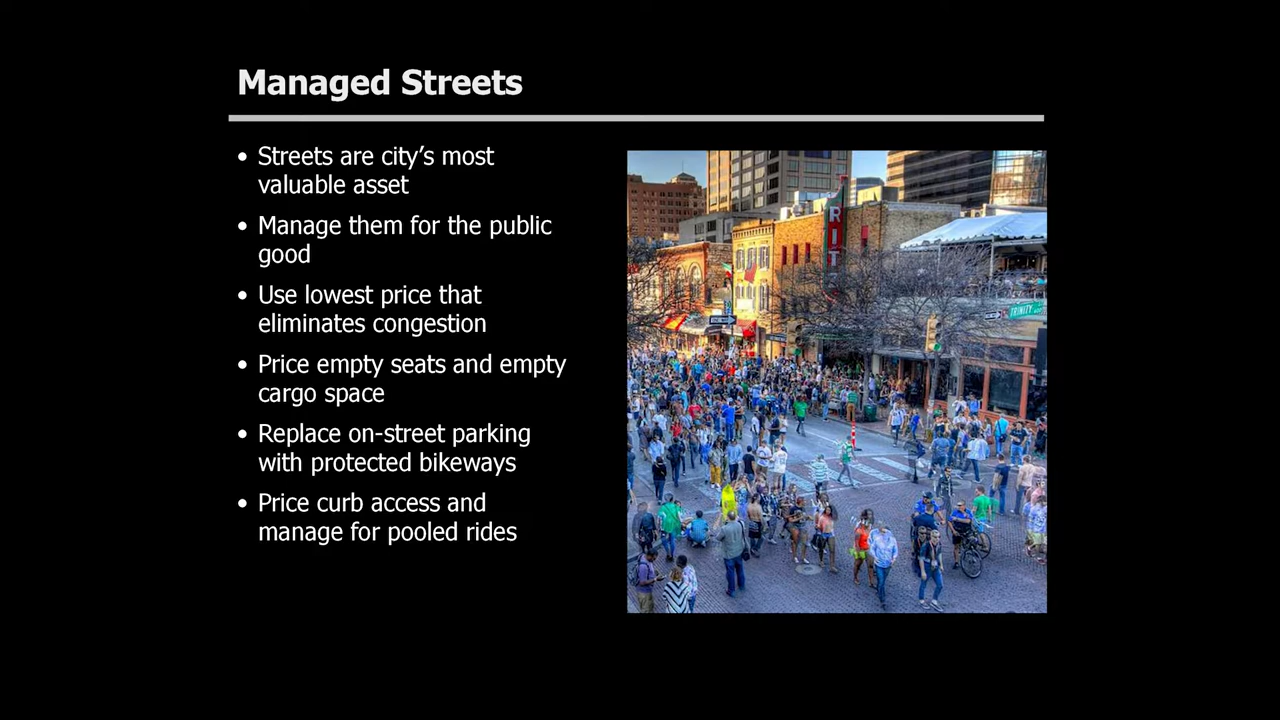 Managed Streets
• Streets are city’s most
valuable asset
• Manage them for the public
good
• Use lowest price that
eliminates congestion
• Price empty seats and empty
cargo space
• Replace on-street parking
with protected bikeways
• Price curb access and
manage for pooled rides
RIT
TRINITY